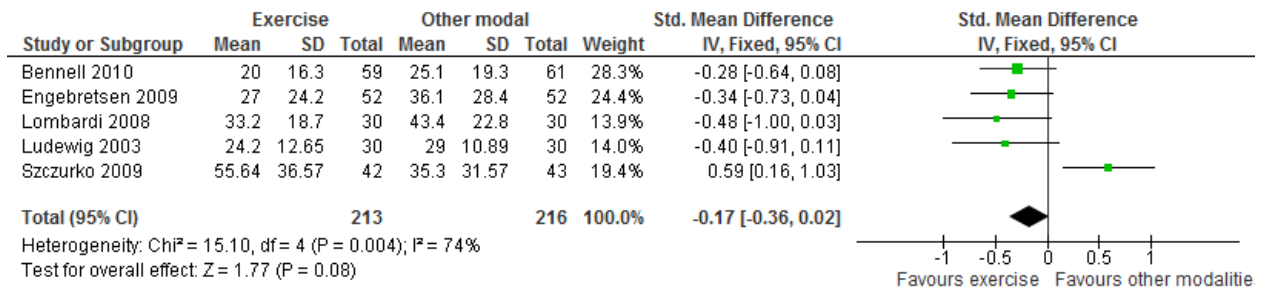 Exercise Other modal Std. Mean Difference Std. Mean Difference
Study or Subgroup Mean SD Total Mean SD Total Weight IV, Fixed, 95% CI IV, Fixed, 95% CI
Bennell 2010 20 16.3 59 25.1 19.3 61 28.3% -0.28 [-0.64, 0.08]
Engebretsen 2009 27 24.2 52 36.1 28.4 52 24.4% -0.34 [-0.73, 0.04]
Lombardi 2008 33.2 18.7 30 43.4 22.8 30 13.9% -0.48 [-1.00, 0.03]
Ludewig 2003 24.2 12.65 30 29 10.89 30 14.0% -0.40 [-0.91, 0.11]
Szczurko 2009 55.64 36.57 42 35.3 31.57 43 19.4% 0.59 [0.16, 1.03]
Total (95% CI) 213 216 100.0% -0.17 [-0.36, 0.02]
Heterogeneity: Chi² = 15.10, df = 4 (P = 0.004); I² = 74%
Test for overall effect: Z = 1.77 (P = 0.08)
-1 -0.5 0 0.5 1
Favours exercise Favours other modalitie